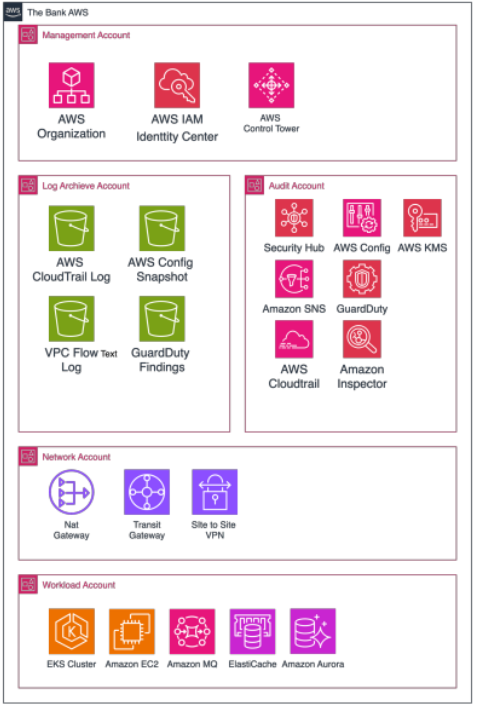 aws
The Bank AWS
Management Account
AWS
Organization
AWS IAM
Identtity Center
AWS
Control Tower
Log Archieve Account
AWS
CloudTrail Log
AWS Config
Snapshot
VPC Flow Text
Log
GuardDuty
Findings
Audit Account
Security Hub
AWS Config
AWS KMS
Amazon SNS
GuardDuty
AWS
Cloudtrail
Amazon
Inspector
Network Account
Nat
Gateway
Transit
Gateway
SIte to Site
VPN
Workload Account
EKS Cluster
Amazon EC2
Amazon MQ
ElastiCache
Amazon Aurora